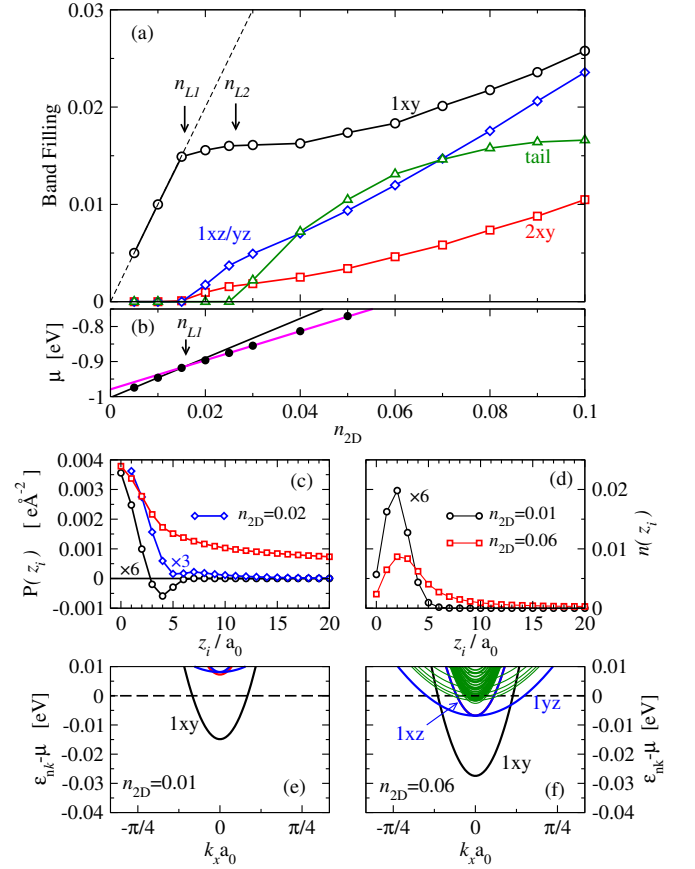 0.03
(a)
n_{L1}
n_{L2}
1xy
0.02
Band Filling
tail
0.01
1xz/yz
2xy
0
-0.8
(b)
n_{L1}
μ [eV]
-0.9
-1
0 0.02 0.04 0.06 0.08 0.1
n_{2D}
0.004
(c)
(d)
0.02
P(z_i) [eÅ^{-2}]
0.003
n_{2D}=0.02
×6
n_{2D}=0.01
n(z_i)
0.002
n_{2D}=0.06
0.01
0.001
×6
×3
0
-0.001
0
0 5 10 15 20
0 5 10 15 20
z_i / a_0
z_i / a_0
0.01
0.01
0
0
ε_{nk}-μ [eV]
-0.01
1xy
1xz
1yz
-0.01
ε_{nk}-μ [eV]
-0.02
1xy
-0.02
-0.03
n_{2D}=0.01
(e)
n_{2D}=0.06
(f)
-0.03
-0.04
-0.04
-π/4 0 π/4
-π/4 0 π/4
k_x a_0
k_x a_0